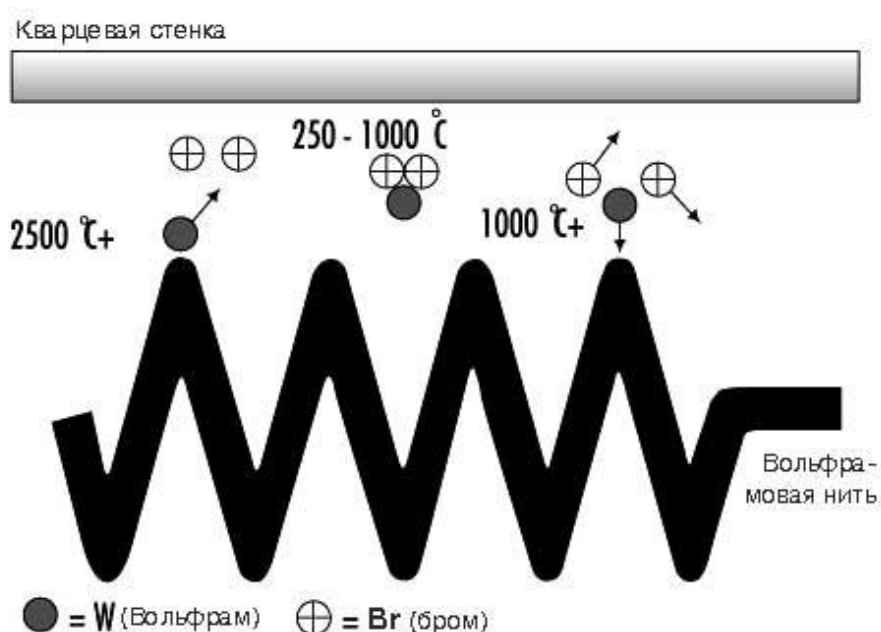 Кварцевая стенка
250 - 1000 °C
2500 °C+
1000 °C+
Вольфра-
мовая нить
= W (Вольфрам)
= Br (бром)